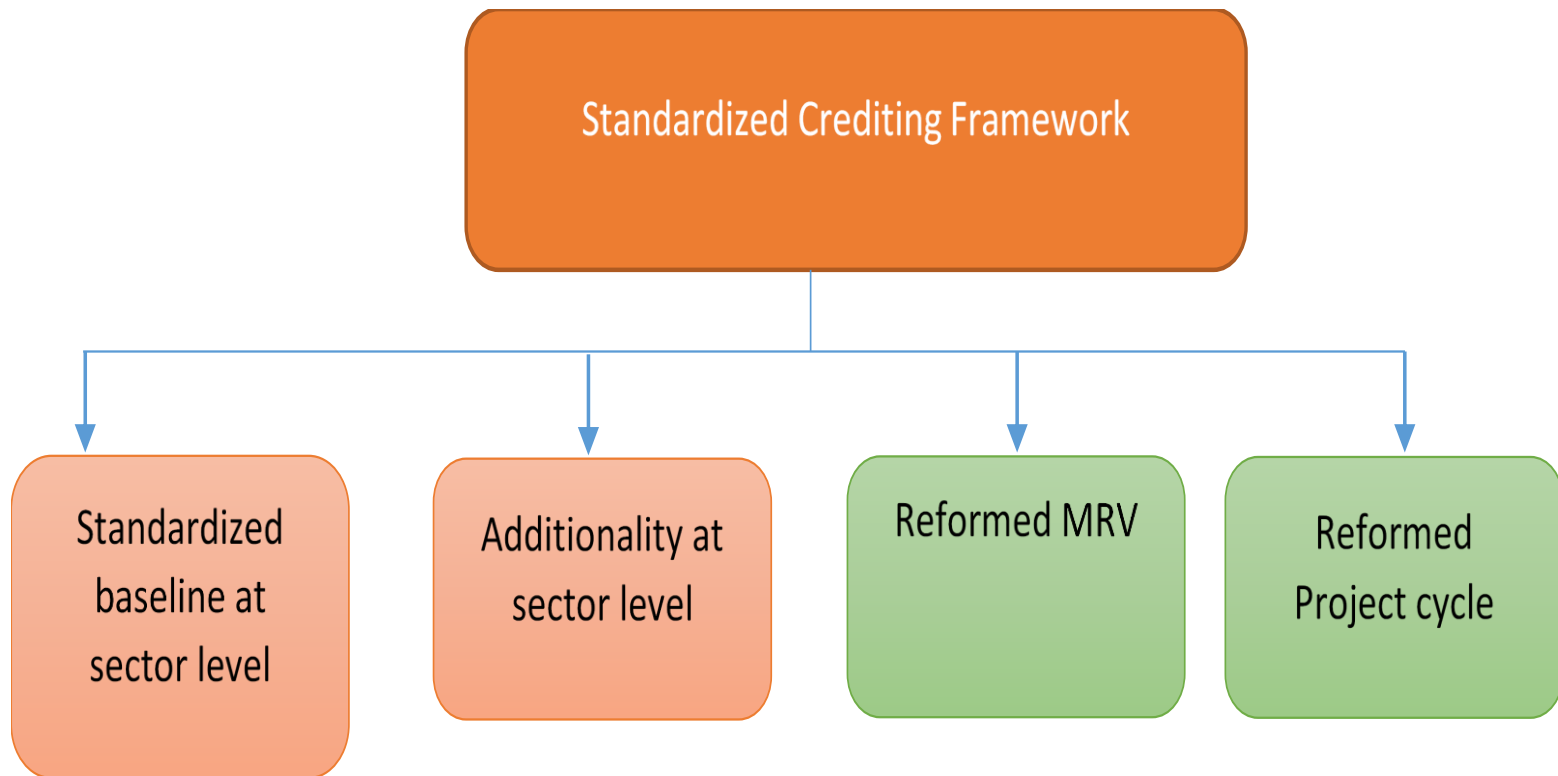 Standardized Crediting Framework
Standardized
baseline at
sector level
Additionality at
sector level
Reformed MRV
Reformed
Project cycle